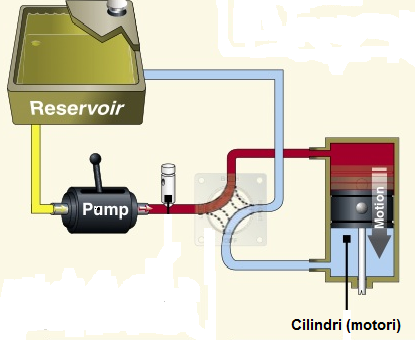 Reservoir
Pump
Motion
Cilindri (motori)